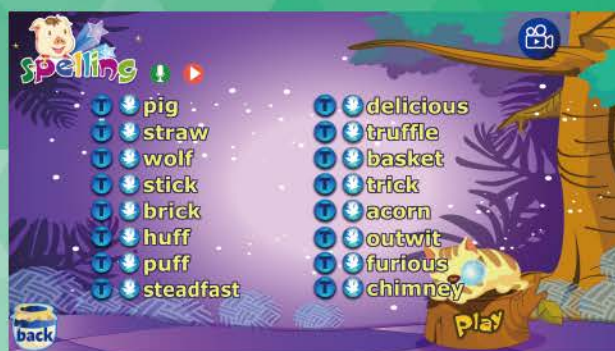 Spelling
T pig
T straw
T wolf
T stick
T brick
T huff
T puff
T steadfast
T delicious
T truffle
T basket
T trick
T acorn
T outwit
T furious
T chimney
Play
back